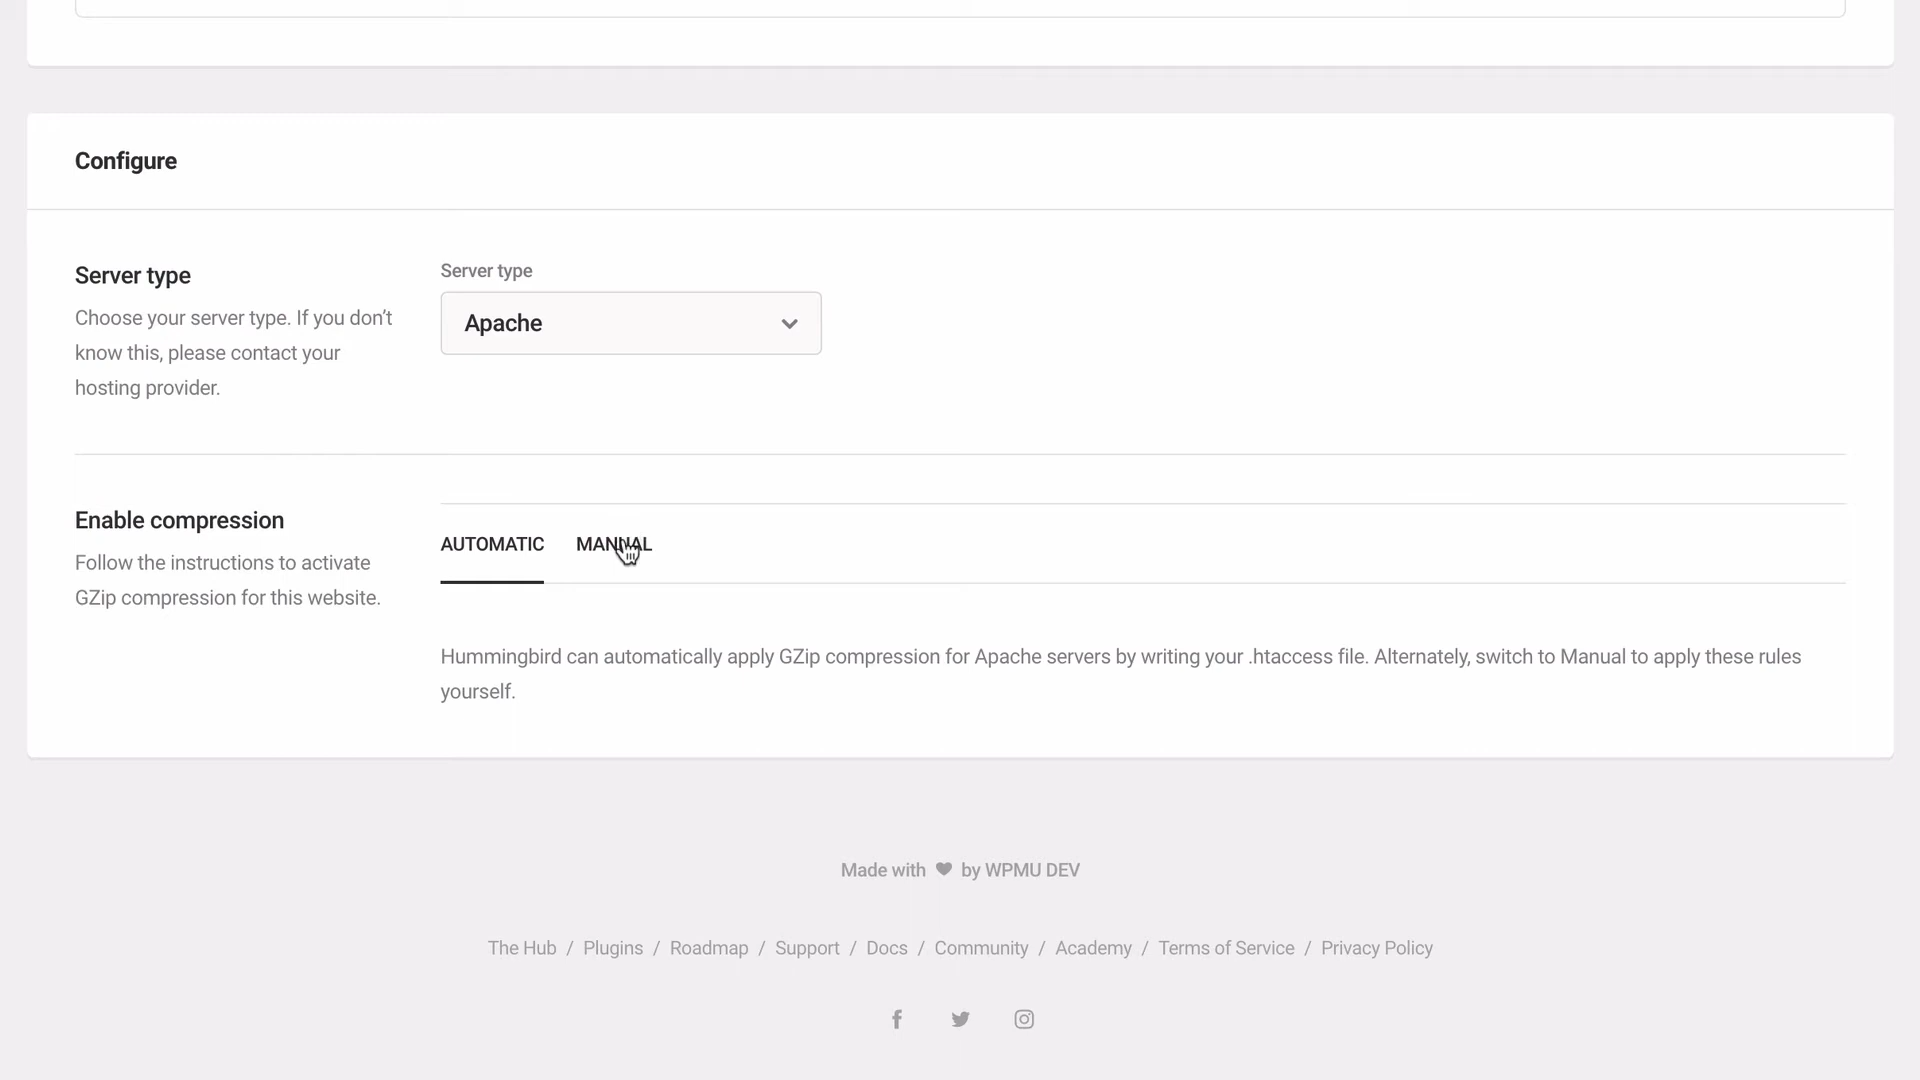 Configure
Server type
Choose your server type. If you don't
know this, please contact your
hosting provider.
Server type
Apache
Enable compression
Follow the instructions to activate
GZip compression for this website.
AUTOMATIC MANUAL
Hummingbird can automatically apply GZip compression for Apache servers by writing your .htaccess file. Alternately, switch to Manual to apply these rules
yourself.
Made with ♥ by WPMU DEV
The Hub / Plugins / Roadmap / Support / Docs / Community / Academy / Terms of Service / Privacy Policy